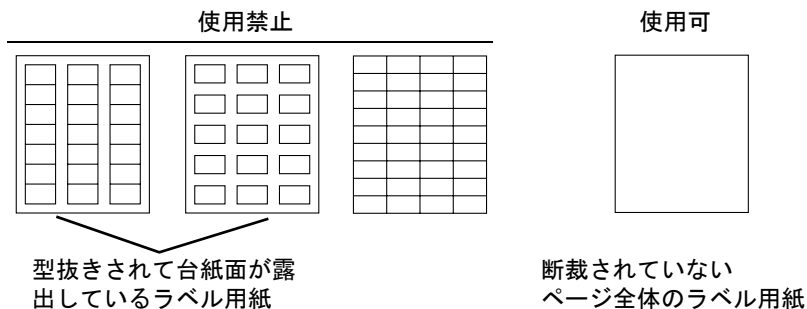 使用禁止
使用可
型抜きされて台紙面が露
出しているラベル用紙
断裁されていない
ページ全体のラベル用紙